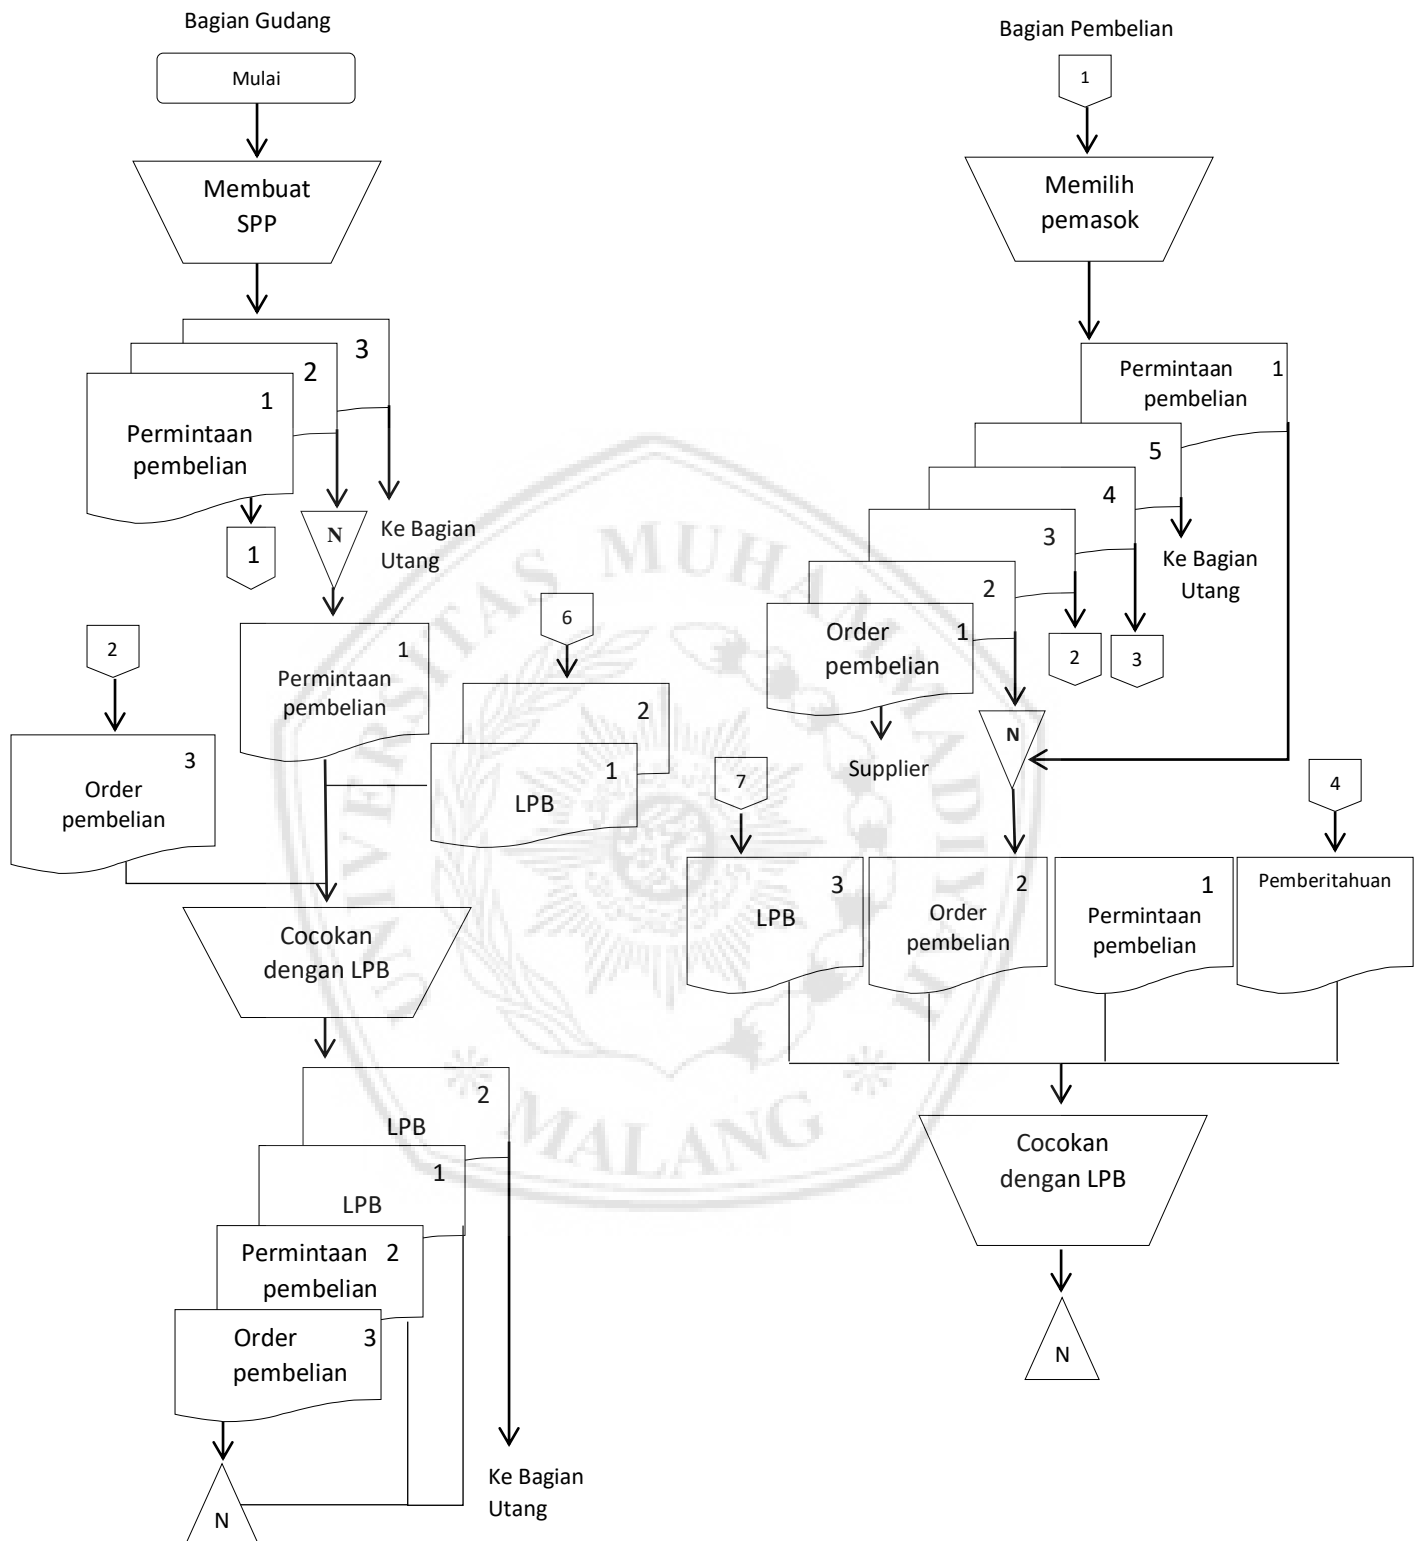 Bagian Gudang
Mulai
Membuat
SPP
3
2
1
Permintaan
pembelian
1
N
Ke Bagian
Utang
2
6
1
Permintaan
pembelian
3
Order
pembelian
2
1
LPB
Cocokan
dengan LPB
2
LPB
1
LPB
Permintaan 2
pembelian
Order 3
pembelian
N
Ke Bagian
Utang
Bagian Pembelian
1
Memilih
pemasok
Permintaan 1
pembelian
5
4
3
2
Order 1
pembelian
Ke Bagian
Utang
2
3
N
Supplier
7
4
3
LPB
2
Order
pembelian
1
Permintaan
pembelian
Pemberitahuan
Cocokan
dengan LPB
N
UNIVERSITAS MUHAMMADIYAH
MALANG